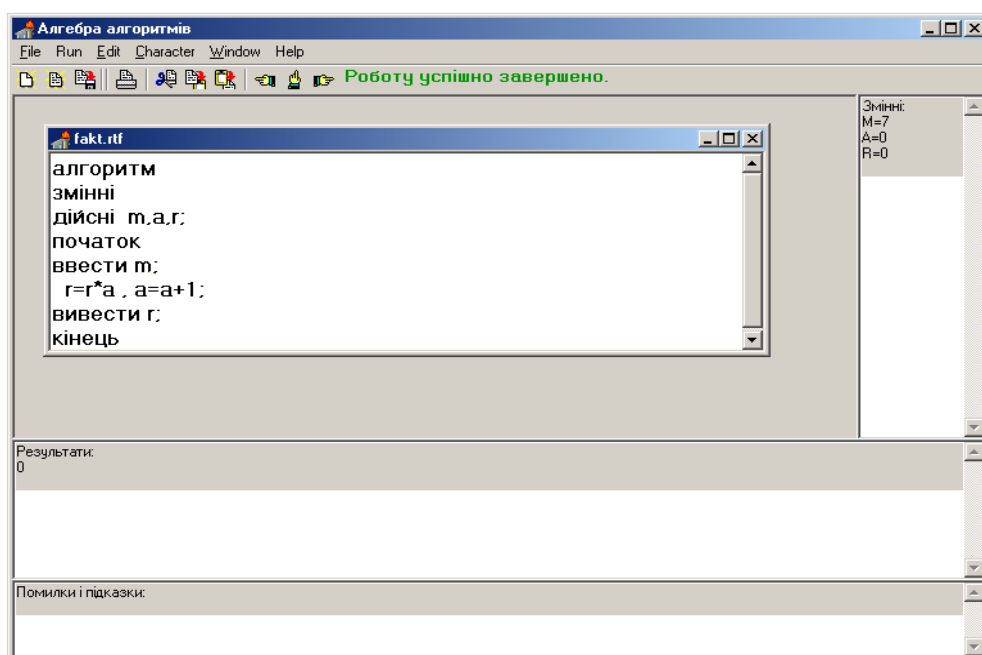 Алгебра алгоритмів
File Run Edit Character Window Help
Роботу успішно завершено.
Змінні:
M=7
A=0
R=0
fakt.rtf
алгоритм
змінні
дійсні m,a,r;
початок
ввести m;
r=r*a , a=a+1;
вивести r;
кінець
Результати:
0
Помилки і підказки: